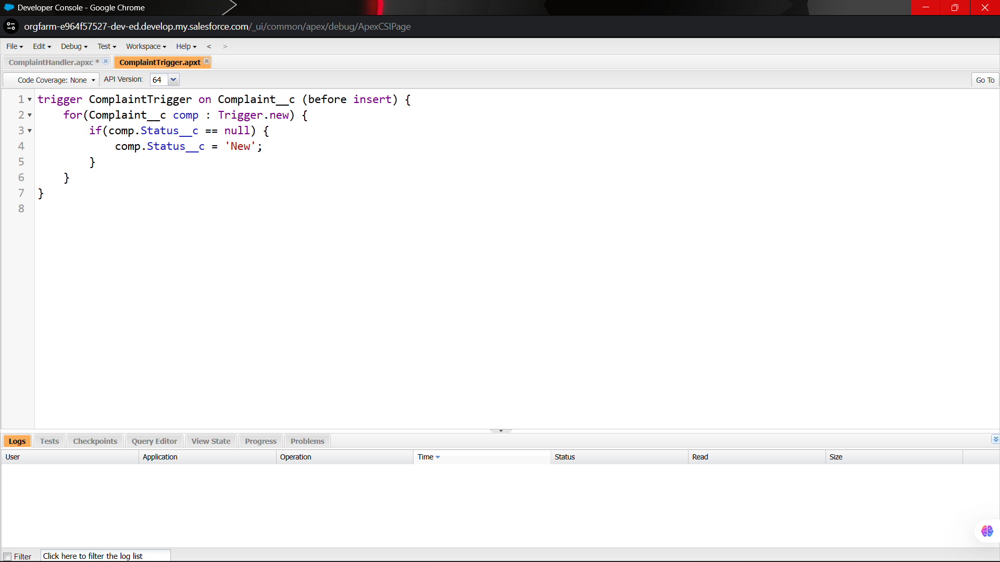 Developer Console - Google Chrome
orgfarm-e964f57527-dev-ed.develop.my.salesforce.com/_ui/common/apex/debug/ApexCSIPage
File Edit Debug Test Workspace Help < >
ComplaintHandler.apxc * ComplaintTrigger.apxt
Code Coverage: None API Version: 64 Go To
1 trigger ComplaintTrigger on Complaint__c (before insert) {
2 for(Complaint__c comp : Trigger.new) {
3 if(comp.Status__c == null) {
4 comp.Status__c = 'New';
5 }
6 }
7 }
8
Logs Tests Checkpoints Query Editor View State Progress Problems
User Application Operation Time Status Read Size
Filter Click here to filter the log list